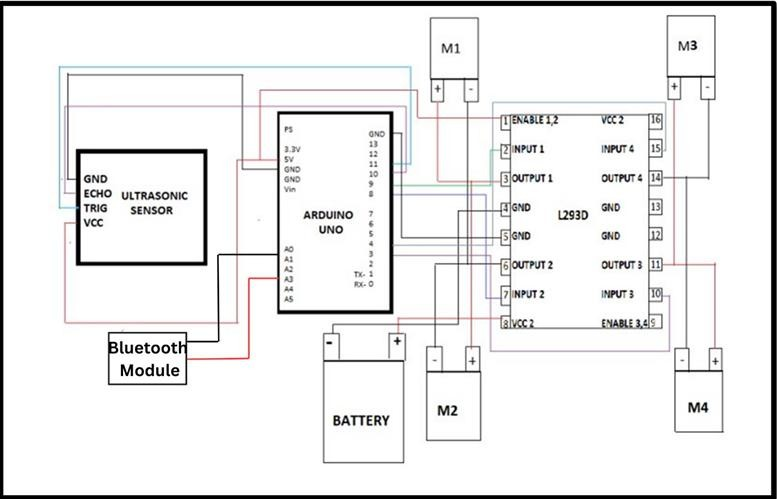 M1
M3
+
-
+
-
GND
ECHO
TRIG
VCC
ULTRASONIC
SENSOR
PS
3.3V
5V
GND
GND
Vin
A0
A1
A2
A3
A4
A5
ARDUINO
UNO
GND
13
12
11
10
9
8
7
6
5
4
3
2
TX- 1
RX- 0
1 ENABLE 1,2
2 INPUT 1
3 OUTPUT 1
4 GND
5 GND
6 OUTPUT 2
7 INPUT 2
8 VCC 2
L293D
VCC 2 16
INPUT 4 15
OUTPUT 4 14
GND 13
GND 12
OUTPUT 3 11
INPUT 3 10
ENABLE 3,4 9
Bluetooth
Module
-
+
BATTERY
-
+
M2
-
+
M4